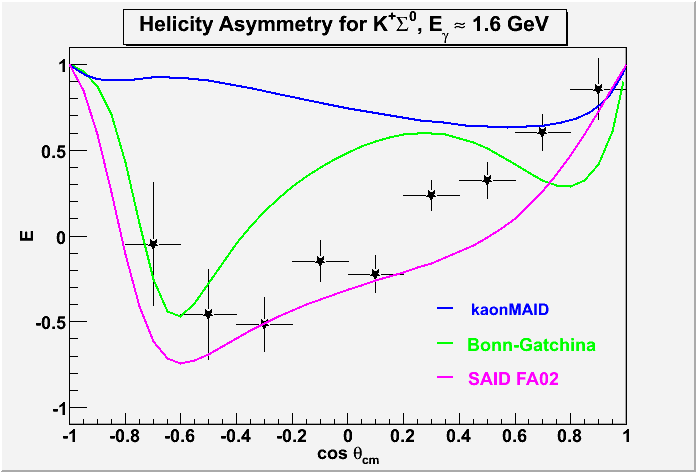 Helicity Asymmetry for K⁺Σ⁰, E_γ ≈ 1.6 GeV
1
0.5
0
-0.5
-1
E
kaonMAID
Bonn-Gatchina
SAID FA02
-1 -0.8 -0.6 -0.4 -0.2 0 0.2 0.4 0.6 0.8 1
cos θ_cm